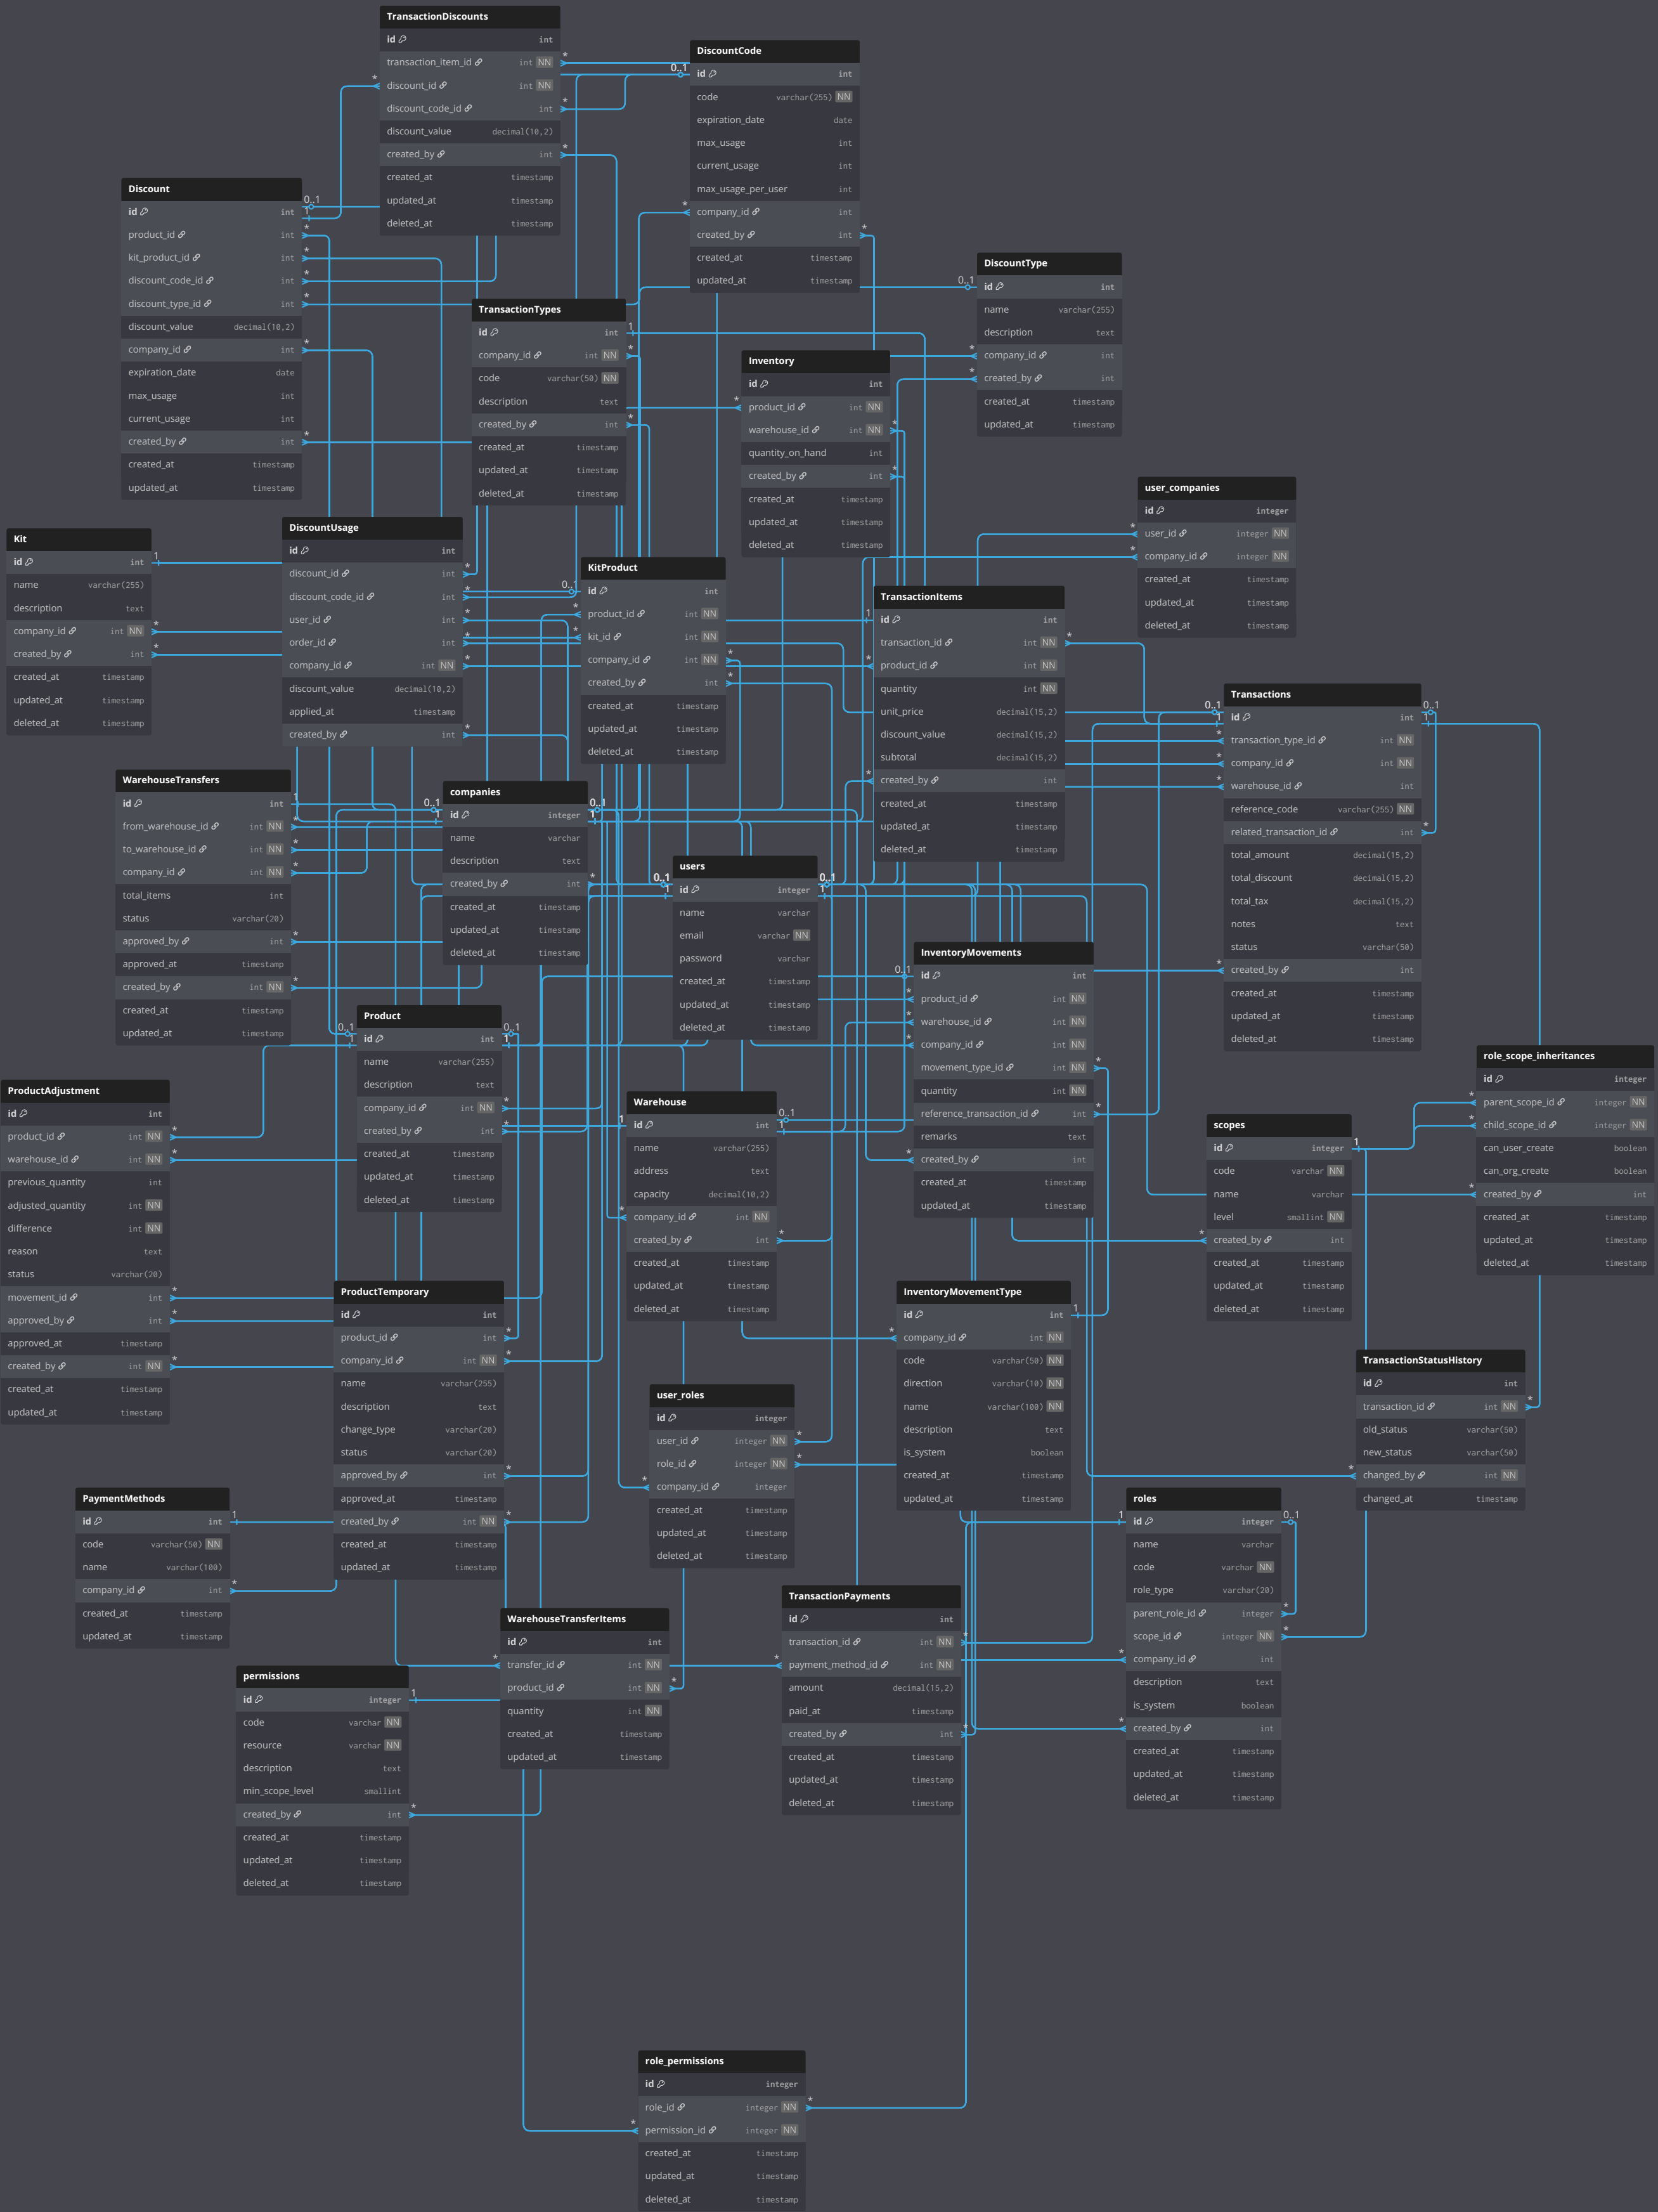 TransactionDiscounts
id int
transaction_item_id int NN
discount_id int NN
discount_code_id int
discount_value decimal(10,2)
created_by int
created_at timestamp
updated_at timestamp
deleted_at timestamp
DiscountCode
id int
code varchar(255) NN
expiration_date date
max_usage int
current_usage int
max_usage_per_user int
company_id int
created_by int
created_at timestamp
updated_at timestamp
Discount
id int
product_id int
kit_product_id int
discount_code_id int
discount_type_id int
discount_value decimal(10,2)
company_id int
expiration_date date
max_usage int
current_usage int
created_by int
created_at timestamp
updated_at timestamp
DiscountType
id int
name varchar(255)
description text
company_id int
created_by int
created_at timestamp
updated_at timestamp
TransactionTypes
id int
company_id int NN
code varchar(50) NN
description text
created_by int
created_at timestamp
updated_at timestamp
deleted_at timestamp
Inventory
id int
product_id int NN
warehouse_id int NN
quantity_on_hand int
created_by int
created_at timestamp
updated_at timestamp
deleted_at timestamp
user_companies
id integer
user_id integer NN
company_id integer NN
created_at timestamp
updated_at timestamp
deleted_at timestamp
Kit
id int
name varchar(255)
description text
company_id int NN
created_by int
created_at timestamp
updated_at timestamp
deleted_at timestamp
DiscountUsage
id int
discount_id int
discount_code_id int
user_id int
order_id int
company_id int NN
discount_value decimal(10,2)
applied_at timestamp
created_by int
KitProduct
id int
product_id int NN
kit_id int NN
company_id int NN
created_by int
created_at timestamp
updated_at timestamp
deleted_at timestamp
TransactionItems
id int
transaction_id int NN
product_id int NN
quantity int NN
unit_price decimal(15,2)
discount_value decimal(15,2)
subtotal decimal(15,2)
created_by int
created_at timestamp
updated_at timestamp
deleted_at timestamp
Transactions
id int
transaction_type_id int NN
company_id int NN
warehouse_id int NN
reference_code varchar(255) NN
related_transaction_id int
total_amount decimal(15,2)
total_discount decimal(15,2)
total_tax decimal(15,2)
notes text
status varchar(50)
created_by int
created_at timestamp
updated_at timestamp
deleted_at timestamp
WarehouseTransfers
id int
from_warehouse_id int NN
to_warehouse_id int NN
company_id int NN
total_items int
status varchar(20)
approved_by int
approved_at timestamp
created_by int NN
created_at timestamp
updated_at timestamp
companies
id integer
name varchar
description text
created_by int
created_at timestamp
updated_at timestamp
deleted_at timestamp
users
id integer
name varchar
email varchar NN
password varchar
created_at timestamp
updated_at timestamp
deleted_at timestamp
InventoryMovements
id int
product_id int NN
warehouse_id int NN
company_id int NN
movement_type_id int NN
quantity int NN
reference_transaction_id int
remarks text
created_by int
created_at timestamp
updated_at timestamp
Product
id int
name varchar(255)
description text
company_id int NN
created_by int
created_at timestamp
updated_at timestamp
deleted_at timestamp
role_scope_inheritances
id integer
parent_scope_id integer NN
child_scope_id integer NN
can_user_create boolean
can_org_create boolean
created_by int
created_at timestamp
updated_at timestamp
deleted_at timestamp
ProductAdjustment
id int
product_id int NN
warehouse_id int NN
previous_quantity int
adjusted_quantity int NN
difference int NN
reason text
status varchar(20)
movement_id int
approved_by int
approved_at timestamp
created_by int NN
created_at timestamp
updated_at timestamp
Warehouse
id int
name varchar(255)
address text
capacity decimal(10,2)
company_id int NN
created_by int
created_at timestamp
updated_at timestamp
deleted_at timestamp
scopes
id integer
code varchar NN
name varchar
level smallint NN
created_by int
created_at timestamp
updated_at timestamp
deleted_at timestamp
ProductTemporary
id int
product_id int
company_id int NN
name varchar(255)
description text
change_type varchar(20)
status varchar(20)
approved_by int
approved_at timestamp
created_by int NN
created_at timestamp
updated_at timestamp
InventoryMovementType
id int
company_id int NN
code varchar(50) NN
direction varchar(10) NN
name varchar(100) NN
description text
is_system boolean
created_at timestamp
updated_at timestamp
TransactionStatusHistory
id int
transaction_id int NN
old_status varchar(50)
new_status varchar(50)
changed_by int NN
changed_at timestamp
user_roles
id integer
user_id integer NN
role_id integer NN
company_id integer
created_at timestamp
updated_at timestamp
deleted_at timestamp
PaymentMethods
id int
code varchar(50) NN
name varchar(100)
company_id int
created_at timestamp
updated_at timestamp
roles
id integer
name varchar
code varchar NN
role_type varchar(20)
parent_role_id integer
scope_id integer NN
company_id int
description text
is_system boolean
created_by int
created_at timestamp
updated_at timestamp
deleted_at timestamp
TransactionPayments
id int
transaction_id int NN
payment_method_id int NN
amount decimal(15,2)
paid_at timestamp
created_by int
created_at timestamp
updated_at timestamp
deleted_at timestamp
WarehouseTransferItems
id int
transfer_id int NN
product_id int NN
quantity int NN
created_at timestamp
updated_at timestamp
permissions
id integer
code varchar NN
resource varchar NN
description text
min_scope_level smallint
created_by int
created_at timestamp
updated_at timestamp
deleted_at timestamp
role_permissions
id integer
role_id integer NN
permission_id integer NN
created_at timestamp
updated_at timestamp
deleted_at timestamp